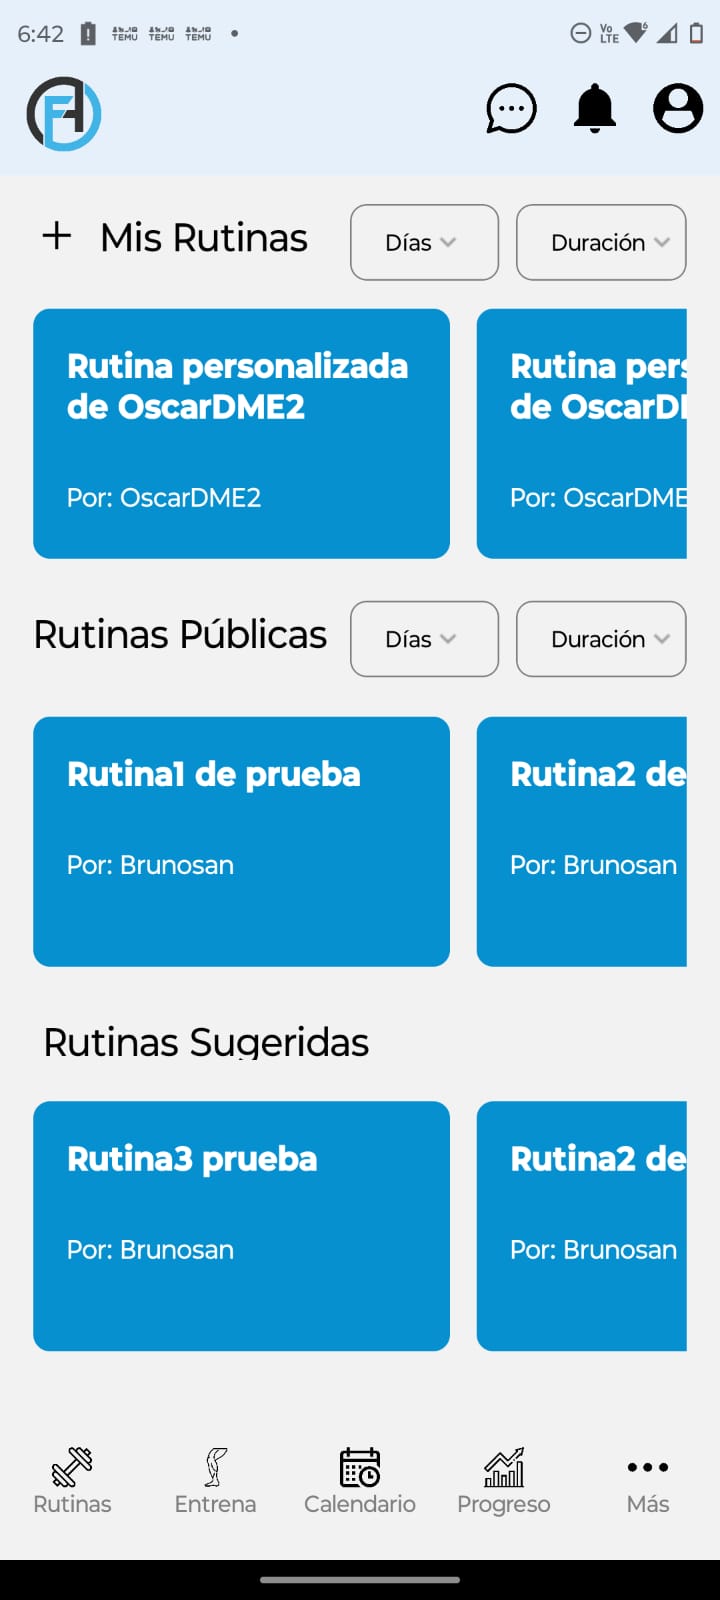 6:42
TEMU TEMU TEMU
Vo LTE 6
FA
+ Mis Rutinas
Días
Duración
Rutina personalizada
de OscarDME2
Por: OscarDME2
Rutina pers
de OscarD
Por: OscarDME
Rutinas Públicas
Días
Duración
Rutina1 de prueba
Por: Brunosan
Rutina2 de
Por: Brunosan
Rutinas Sugeridas
Rutina3 prueba
Por: Brunosan
Rutina2 de
Por: Brunosan
Rutinas
Entrena
Calendario
Progreso
Más